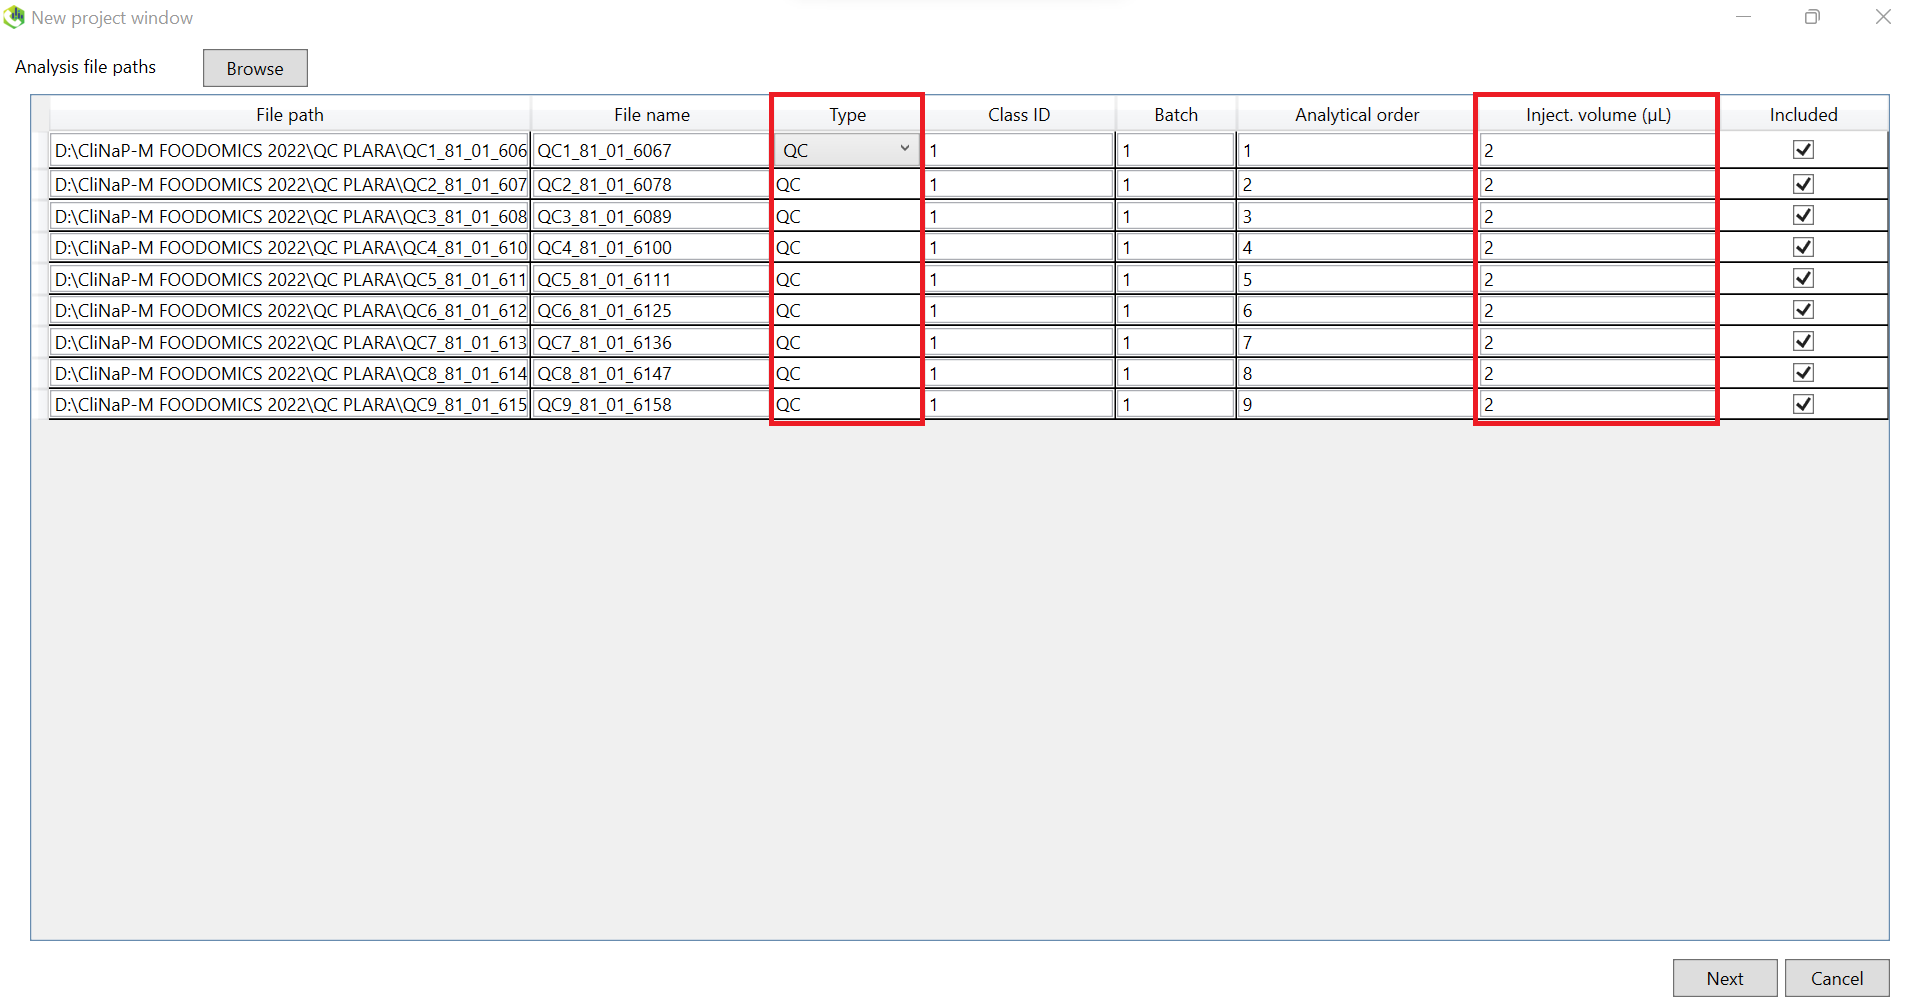 New project window
Analysis file paths Browse
File path File name Type Class ID Batch Analytical order Inject. volume (µL) Included
D:\CliNaP-M FOODOMICS 2022\QC PLARA\QC1_81_01_606 QC1_81_01_6067 QC 1 1 1 2
D:\CliNaP-M FOODOMICS 2022\QC PLARA\QC2_81_01_607 QC2_81_01_6078 QC 1 1 2 2
D:\CliNaP-M FOODOMICS 2022\QC PLARA\QC3_81_01_608 QC3_81_01_6089 QC 1 1 3 2
D:\CliNaP-M FOODOMICS 2022\QC PLARA\QC4_81_01_610 QC4_81_01_6100 QC 1 1 4 2
D:\CliNaP-M FOODOMICS 2022\QC PLARA\QC5_81_01_611 QC5_81_01_6111 QC 1 1 5 2
D:\CliNaP-M FOODOMICS 2022\QC PLARA\QC6_81_01_612 QC6_81_01_6125 QC 1 1 6 2
D:\CliNaP-M FOODOMICS 2022\QC PLARA\QC7_81_01_613 QC7_81_01_6136 QC 1 1 7 2
D:\CliNaP-M FOODOMICS 2022\QC PLARA\QC8_81_01_614 QC8_81_01_6147 QC 1 1 8 2
D:\CliNaP-M FOODOMICS 2022\QC PLARA\QC9_81_01_615 QC9_81_01_6158 QC 1 1 9 2
Next Cancel